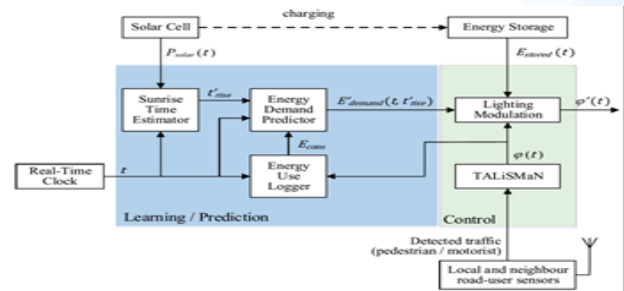 charging
Solar Cell
Energy Storage
P_solar(t)
E_stored(t)
t'_rise
Sunrise
Time
Estimator
Energy
Demand
Predictor
E'_demand(t, t'_rise)
Lighting
Modulation
φ'(t)
E_cons
φ(t)
Real-Time
Clock
t
Energy
Use
Logger
TALiSMaN
Learning / Prediction
Control
Detected traffic
(pedestrian / motorist)
Local and neighbour
road-user sensors